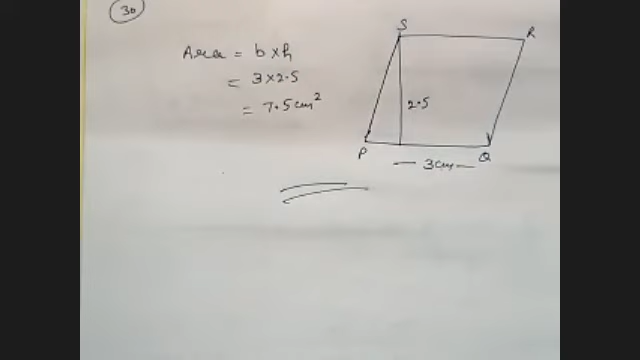 30
Area = b x h
= 3 x 2.5
= 7.5 cm²
S
R
2.5
P
Q
3cm